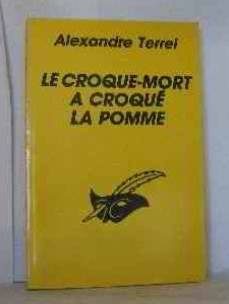 Alexandre Terrel
LE CROQUE-MORT
A CROQUÉ
LA POMME